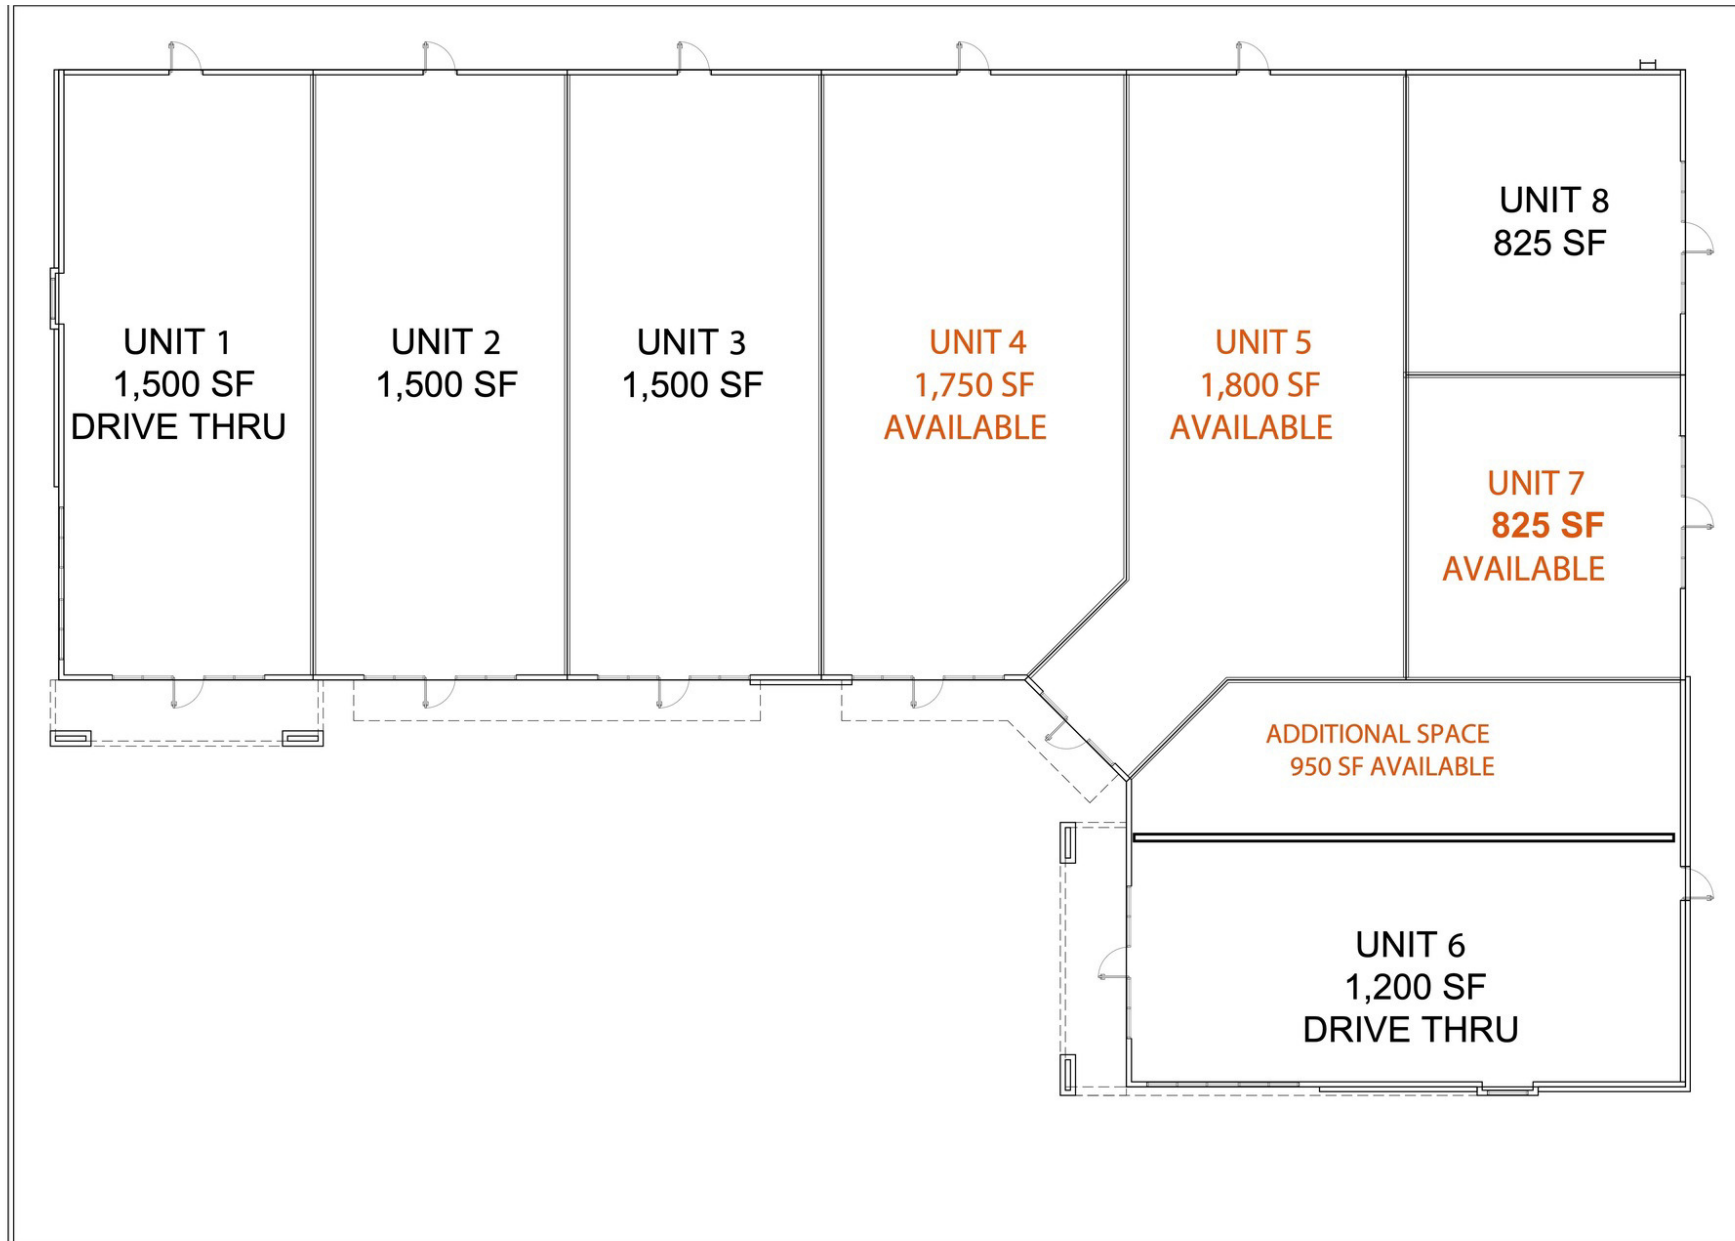 UNIT 1
1,500 SF
DRIVE THRU
UNIT 2
1,500 SF
UNIT 3
1,500 SF
UNIT 4
1,750 SF
AVAILABLE
UNIT 5
1,800 SF
AVAILABLE
UNIT 8
825 SF
UNIT 7
825 SF
AVAILABLE
ADDITIONAL SPACE
950 SF AVAILABLE
UNIT 6
1,200 SF
DRIVE THRU